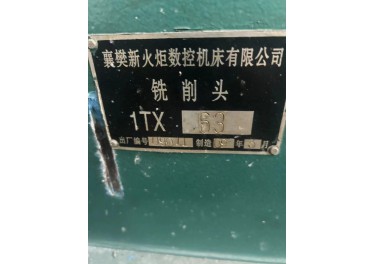 襄樊新火炬数控机床有限公司
铣削头
1TX 63
出厂编号 制造 年 月